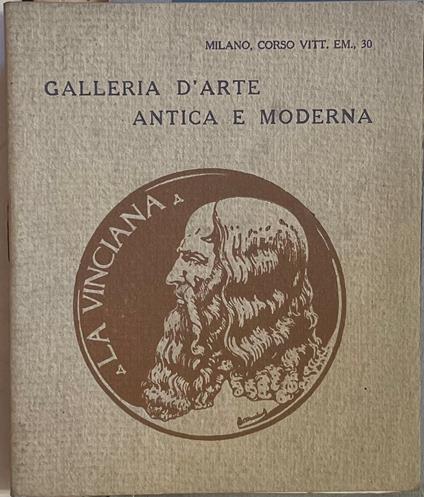 MILANO, CORSO VITT. EM., 30
GALLERIA D'ARTE
ANTICA E MODERNA
LA VINCIANA